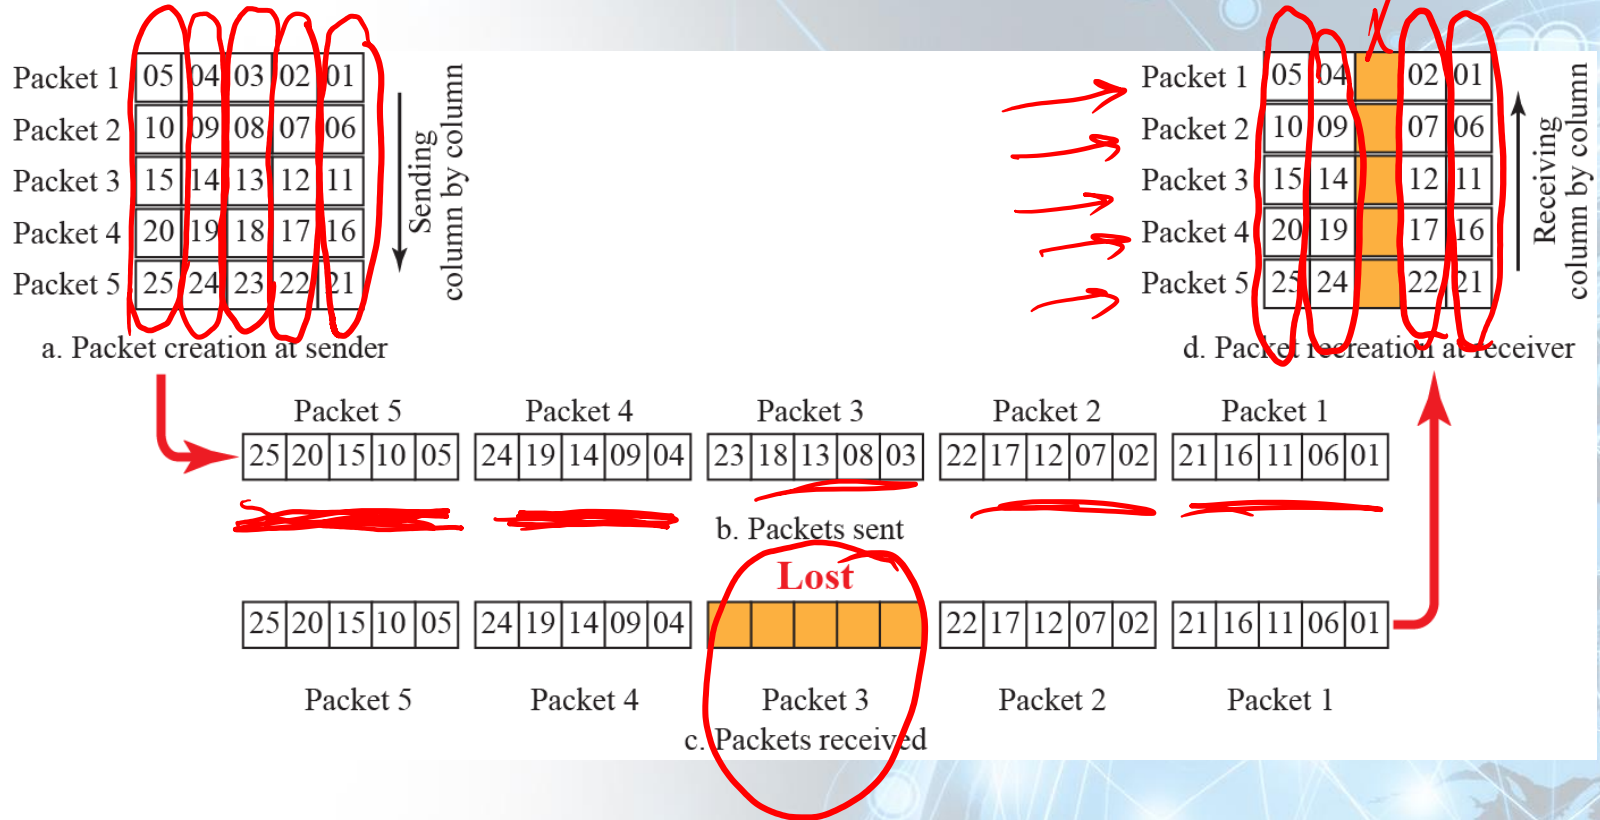 Packet 1 05 04 03 02 01
Packet 2 10 09 08 07 06
Packet 3 15 14 13 12 11
Packet 4 20 19 18 17 16
Packet 5 25 24 23 22 21
Sending
column by column
a. Packet creation at sender
Packet 1 05 04 02 01
Packet 2 10 09 07 06
Packet 3 15 14 12 11
Packet 4 20 19 17 16
Packet 5 25 24 22 21
Receiving
column by column
d. Packet recreation at receiver
Packet 5 Packet 4 Packet 3 Packet 2 Packet 1
25 20 15 10 05 24 19 14 09 04 23 18 13 08 03 22 17 12 07 02 21 16 11 06 01
b. Packets sent
Lost
25 20 15 10 05 24 19 14 09 04 22 17 12 07 02 21 16 11 06 01
Packet 5 Packet 4 Packet 3 Packet 2 Packet 1
c. Packets received